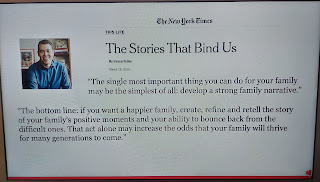 The New York Times
THIS LIFE
The Stories That Bind Us
“The single most important thing you can do for your family
may be the simplest of all: develop a strong family narrative.”
“The bottom line: if you want a happier family, create, refine and retell the story
of your family’s positive moments and your ability to bounce back from the
difficult ones. That act alone may increase the odds that your family will thrive
for many generations to come.”